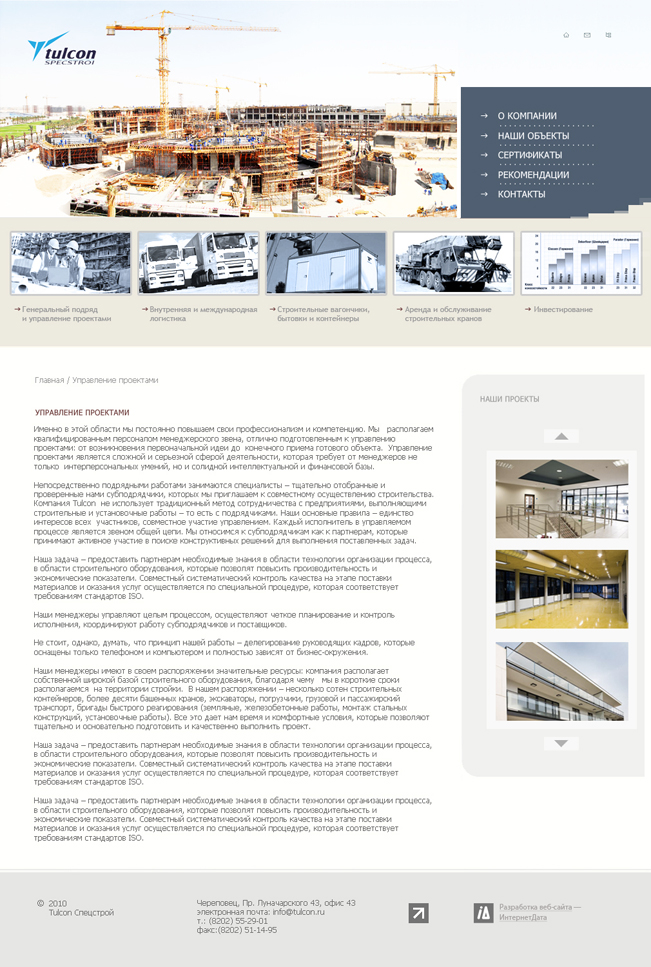 tulcon
SPECSTROI
О КОМПАНИИ
НАШИ ОБЪЕКТЫ
СЕРТИФИКАТЫ
РЕКОМЕНДАЦИИ
КОНТАКТЫ
Генеральный подряд
и управление проектами
Внутренняя и международная
логистика
Строительные вагончики,
бытовки и контейнеры
Аренда и обслуживание
строительных кранов
Инвестирование
Главная / Управление проектами
УПРАВЛЕНИЕ ПРОЕКТАМИ
Именно в этой области мы постоянно повышаем свои профессионализм и компетенцию. Мы располагаем
квалифицированным персоналом менеджерского звена, отлично подготовленным к управлению
проектами: от возникновения первоначальной идеи до конечного приема готового объекта. Управление
проектами является сложной и серьезной сферой деятельности, которая требует от менеджеров не
только интерперсональных умений, но и солидной интеллектуальной и финансовой базы.
Непосредственно подрядными работами занимаются специалисты – тщательно отобранные и
проверенные нами субподрядчики, которых мы приглашаем к совместному осуществлению строительства.
Компания Tulcon не использует традиционный метод сотрудничества с предприятиями, выполняющими
строительные и установочные работы – то есть с подрядчиками. Наши основные правила – единство
интересов всех участников, совместное участие управлением. Каждый исполнитель в управляемом
процессе является звеном общей цепи. Мы относимся к субподрядчикам как к партнерам, которые
принимают активное участие в поиске конструктивных решений для выполнения поставленных задач.
Наша задача – предоставить партнерам необходимые знания в области технологии организации процесса,
в области строительного оборудования, которые позволят повысить производительность и
экономические показатели. Совместный систематический контроль качества на этапе поставки
материалов и оказания услуг осуществляется по специальной процедуре, которая соответствует
требованиям стандартов ISO.
Наши менеджеры управляют целым процессом, осуществляют четкое планирование и контроль
исполнения, координируют работу субподрядчиков и поставщиков.
Не стоит, однако, думать, что принцип нашей работы – делегирование руководящих кадров, которые
оснащены только телефоном и компьютером и полностью зависят от бизнес-окружения.
Наши менеджеры имеют в своем распоряжении значительные ресурсы: компания располагает
собственной широкой базой строительного оборудования, благодаря чему мы в короткие сроки
располагаемся на территории стройки. В нашем распоряжении – несколько сотен строительных
контейнеров, более десяти башенных кранов, экскаваторы, погрузчики, грузовой и пассажирский
транспорт, бригады быстрого реагирования (земляные, железобетонные работы, монтаж стальных
конструкций, установочные работы). Все это дает нам время и комфортные условия, которые позволяют
тщательно и основательно подготовить и качественно выполнить проект.
Наша задача – предоставить партнерам необходимые знания в области технологии организации процесса,
в области строительного оборудования, которые позволят повысить производительность и
экономические показатели. Совместный систематический контроль качества на этапе поставки
материалов и оказания услуг осуществляется по специальной процедуре, которая соответствует
требованиям стандартов ISO.
Наша задача – предоставить партнерам необходимые знания в области технологии организации процесса,
в области строительного оборудования, которые позволят повысить производительность и
экономические показатели. Совместный систематический контроль качества на этапе поставки
материалов и оказания услуг осуществляется по специальной процедуре, которая соответствует
требованиям стандартов ISO.
НАШИ ПРОЕКТЫ
© 2010
Tulcon Спецстрой
Череповец, Пр. Луначарского 43, офис 43
электронная почта: info@tulcon.ru
т.: (8202) 55-29-01
факс:(8202) 51-14-95
Разработка веб-сайта —
ИнтернетДата